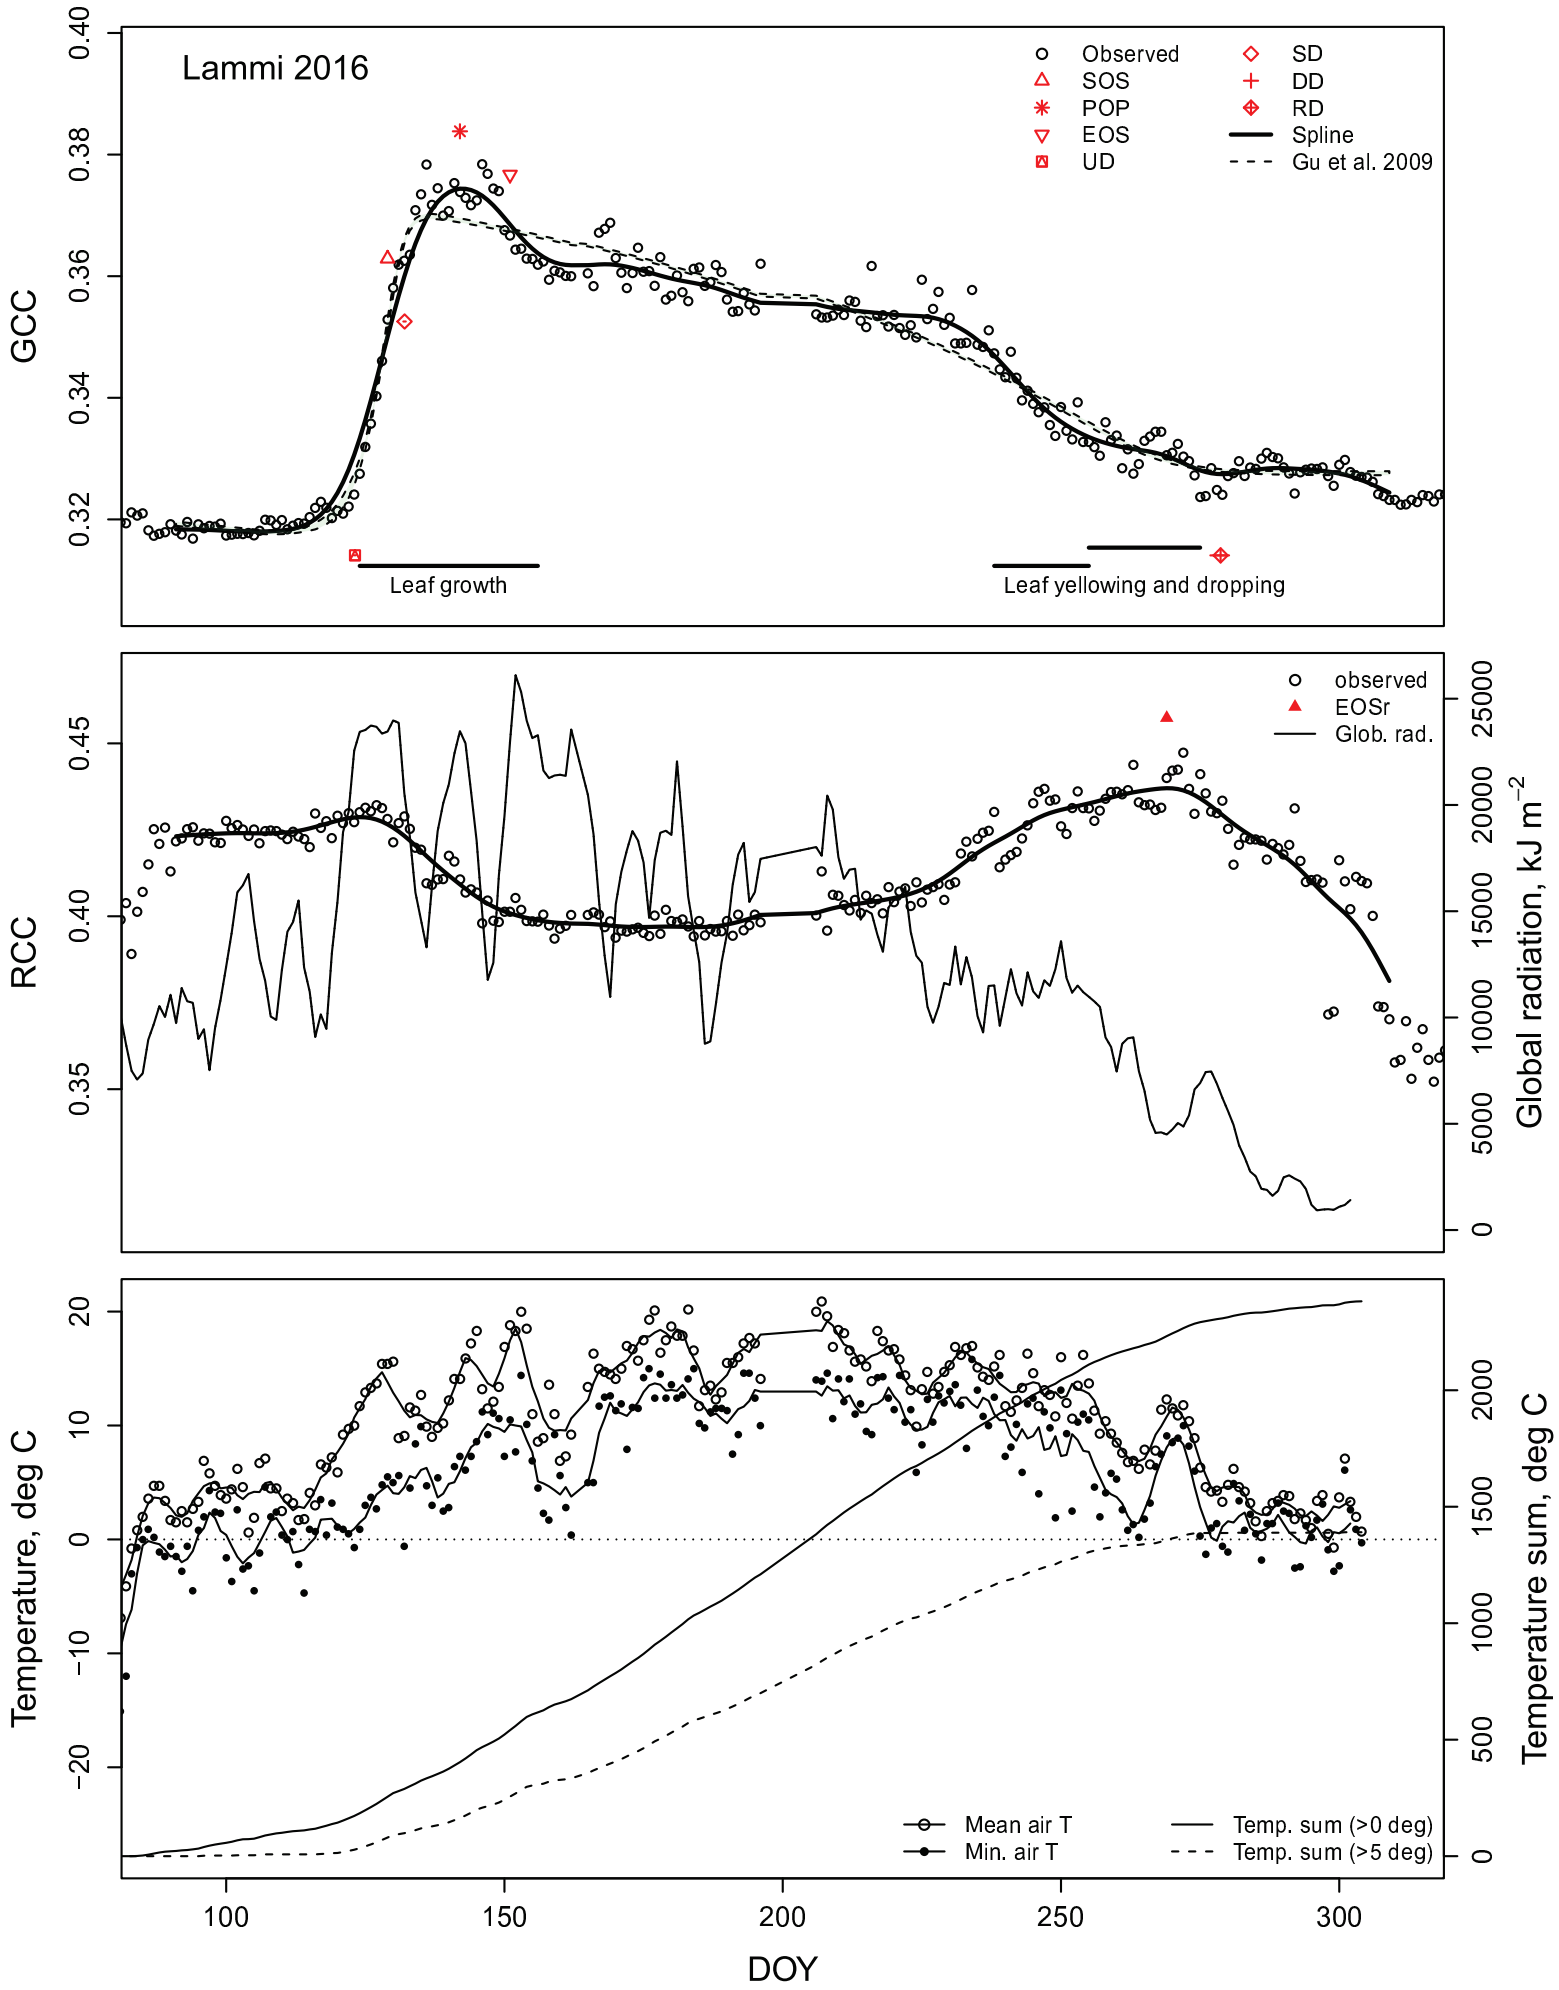 Lammi 2016
GCC
0.40
0.38
0.36
0.34
0.32
Observed
SOS
POP
EOS
UD
SD
DD
RD
Spline
Gu et al. 2009
Leaf growth
Leaf yellowing and dropping
RCC
0.45
0.40
0.35
observed
EOSr
Glob. rad.
25000
20000
15000
10000
5000
0
Global radiation, kJ m−2
Temperature, deg C
20
10
0
−10
−20
2000
1500
1000
500
0
Temperature sum, deg C
Mean air T
Min. air T
Temp. sum (>0 deg)
Temp. sum (>5 deg)
100 150 200 250 300
DOY